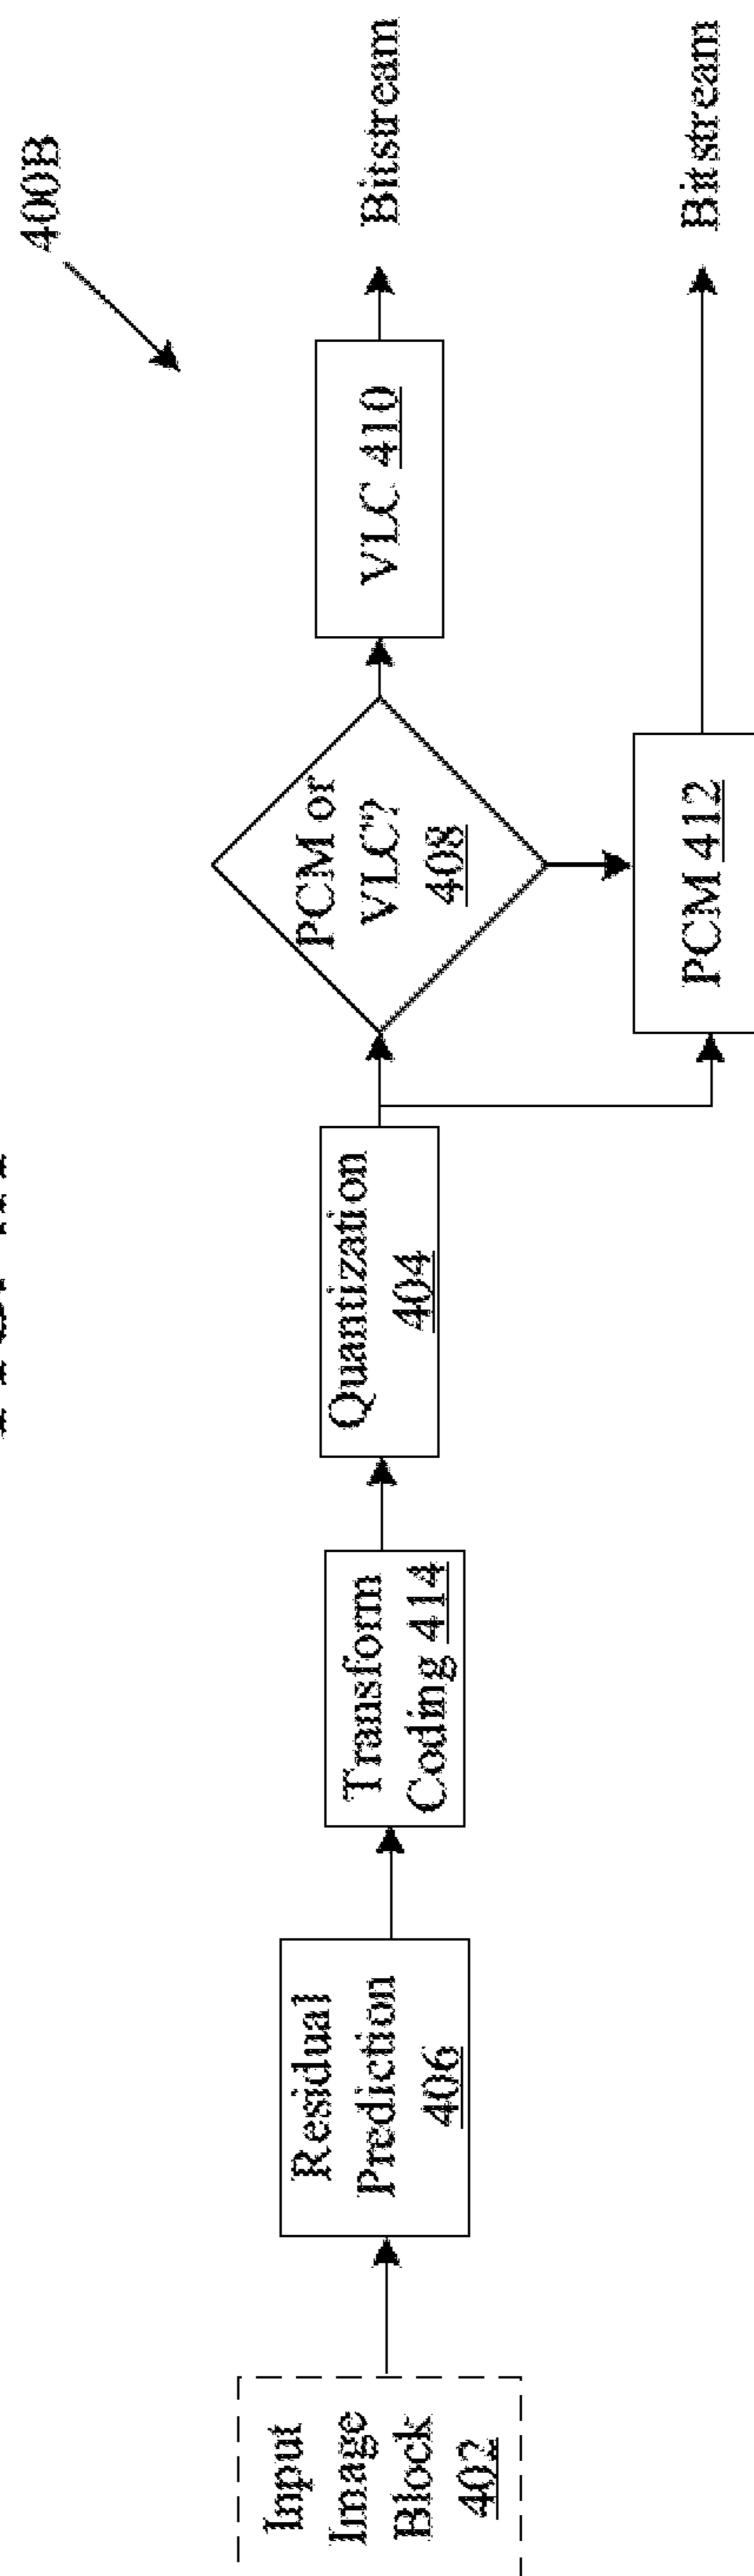 400B
Input
Image
Block
402
Residual
Prediction
406
Transform
Coding 414
Quantization
404
PCM or
VLC?
408
VLC 410
Bitstream
PCM 412
Bitstream